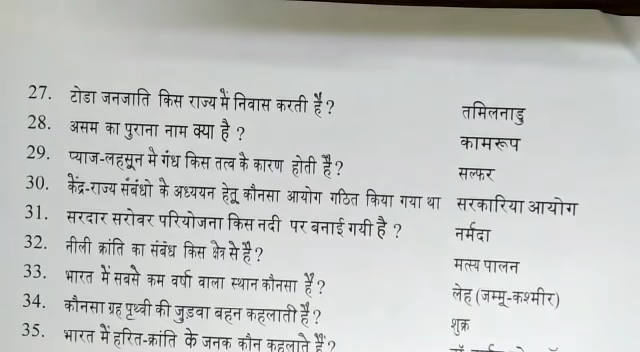 27. टोडा जनजाति किस राज्य में निवास करती हैं? तमिलनाडु
28. असम का पुराना नाम क्या है ? कामरूप
29. प्याज-लहसून मे गंध किस तत्व के कारण होती हैं? सल्फर
30. केंद्र-राज्य संबंधो के अध्ययन हेतू कौनसा आयोग गठित किया गया था सरकारिया आयोग
31. सरदार सरोवर परियोजना किस नदी पर बनाई गयी है ? नर्मदा
32. नीली क्रांति का संबंध किस क्षेत्र से है? मत्स्य पालन
33. भारत में सबसे कम वर्षा वाला स्थान कौनसा हैं? लेह (जम्मू-कश्मीर)
34. कौनसा ग्रह पृथ्वी की जुड़वा बहन कहलाती हैं? शुक्र
35. भारत में हरित-क्रांति के जनक कौन कहलाते हैं?